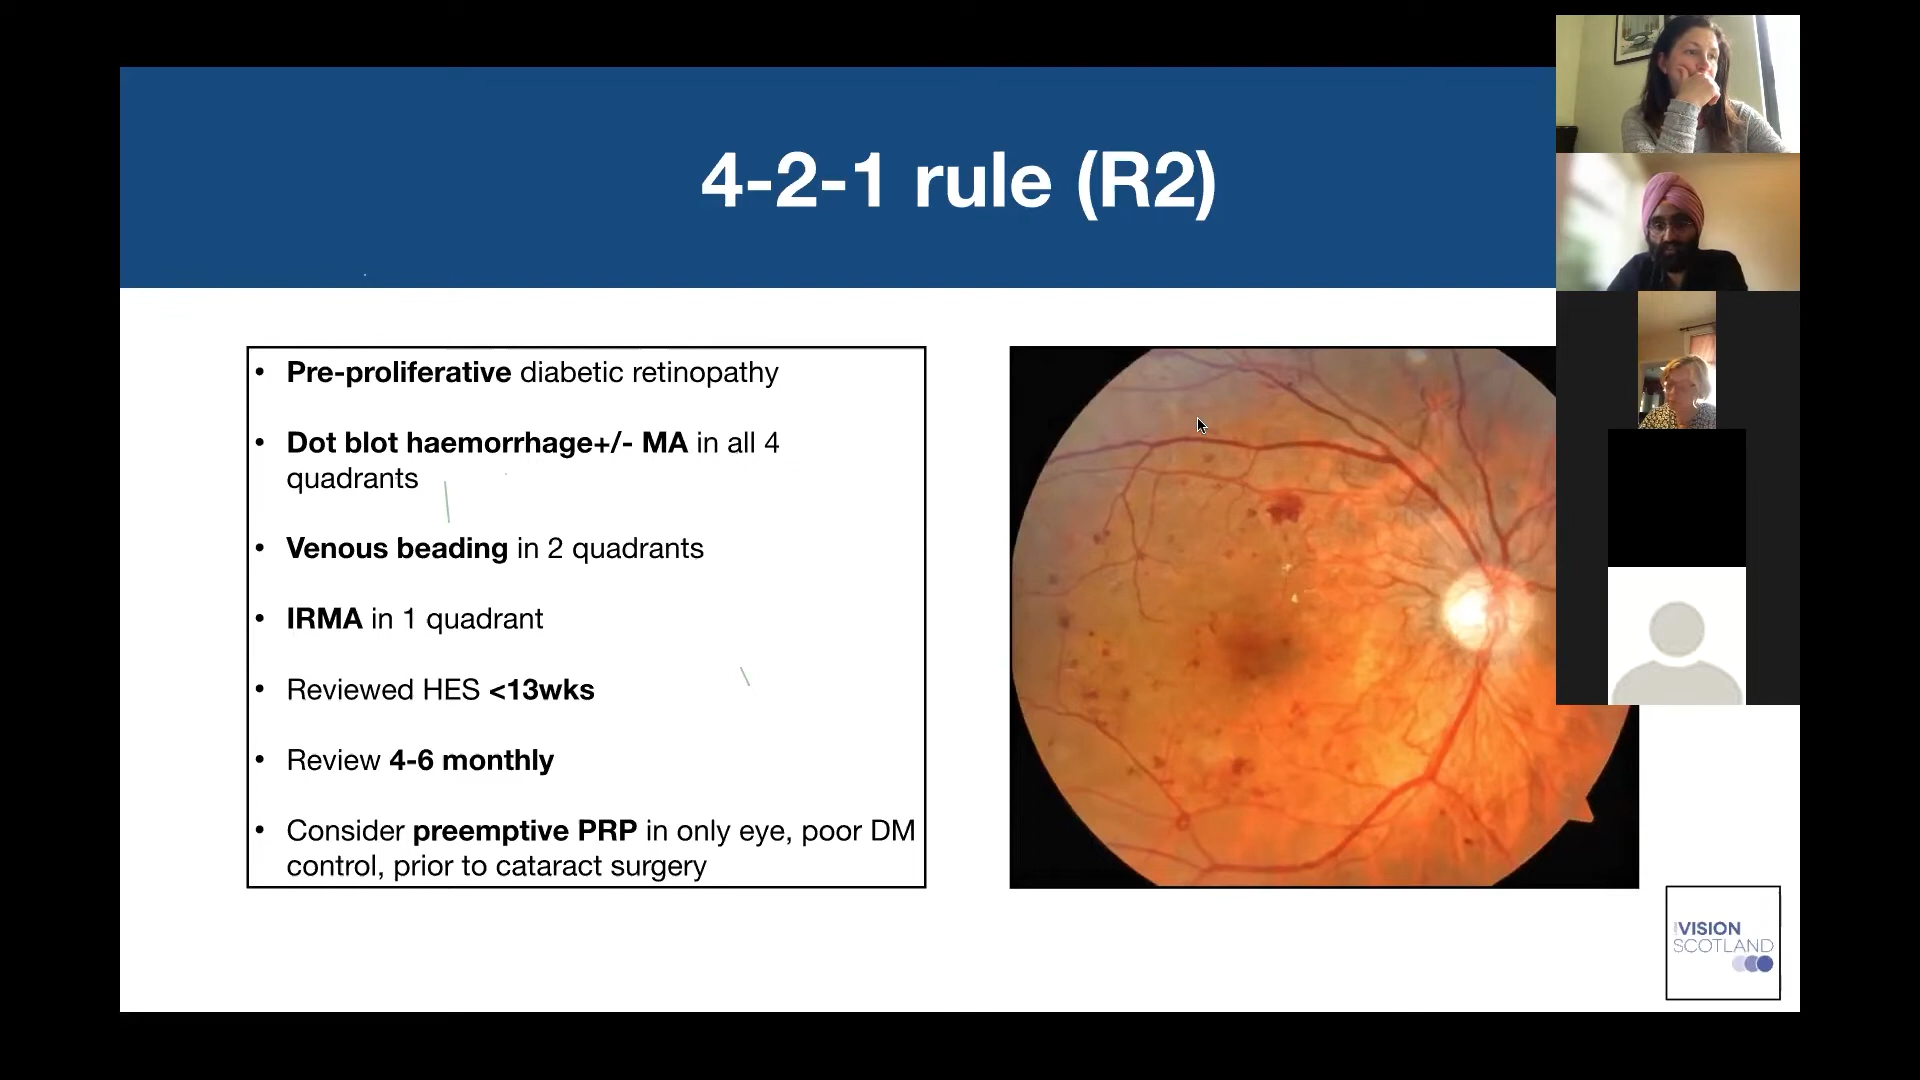 4-2-1 rule (R2)
• Pre-proliferative diabetic retinopathy
• Dot blot haemorrhage+/- MA in all 4
quadrants
• Venous beading in 2 quadrants
• IRMA in 1 quadrant
• Reviewed HES <13wks
• Review 4-6 monthly
• Consider preemptive PRP in only eye, poor DM
control, prior to cataract surgery
VISION
SCOTLAND